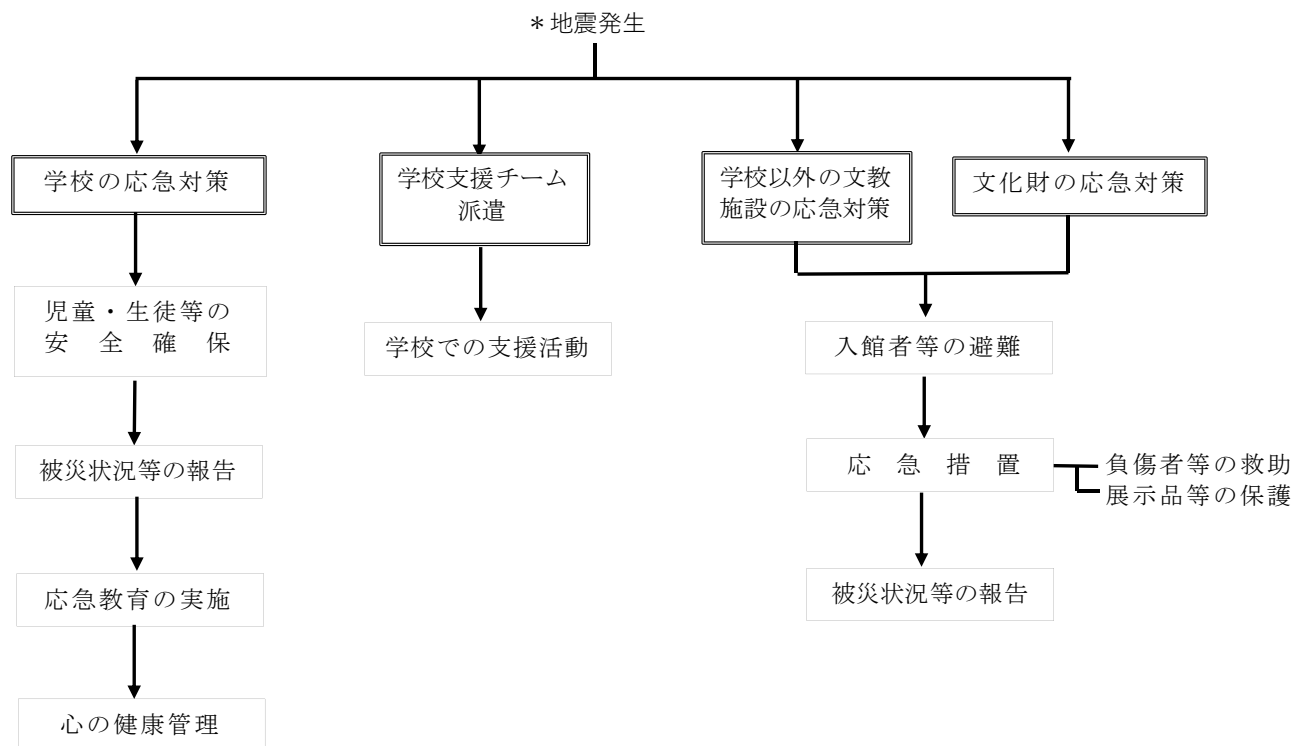 ＊地震発生
学校の応急対策
学校支援チーム
派遣
学校以外の文教
施設の応急対策
文化財の応急対策
児童・生徒等の
安全確保
学校での支援活動
入館者等の避難
被災状況等の報告
応急措置
負傷者等の救助
展示品等の保護
応急教育の実施
被災状況等の報告
心の健康管理